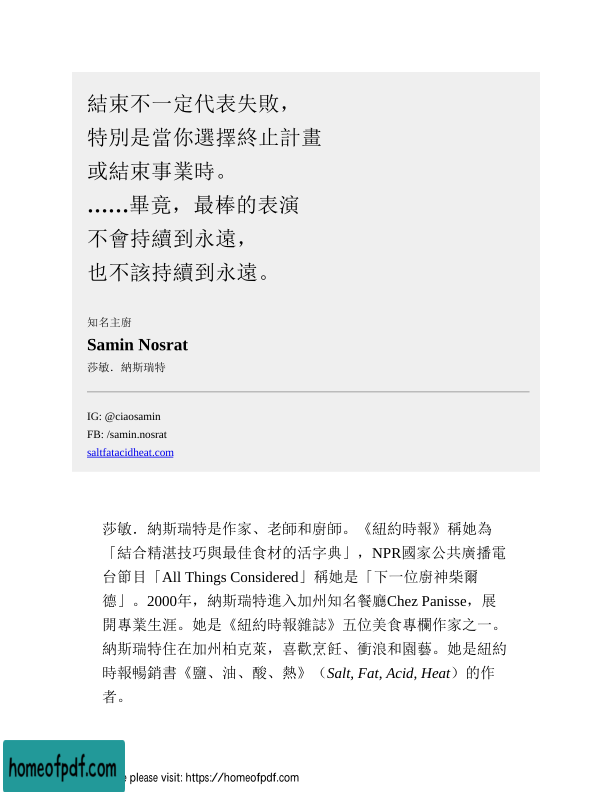 結束不一定代表失敗，
特別是當你選擇終止計畫
或結束事業時。
……畢竟，最棒的表演
不會持續到永遠，
也不該持續到永遠。
知名主廚
Samin Nosrat
莎敏．納斯瑞特
IG: @ciaosamin
FB: /samin.nosrat
saltfatacidheat.com
莎敏．納斯瑞特是作家、老師和廚師。《紐約時報》稱她為
「結合精湛技巧與最佳食材的活字典」，NPR國家公共廣播電
台節目「All Things Considered」稱她是「下一位廚神柴爾
德」。2000年，納斯瑞特進入加州知名餐廳Chez Panisse，展
開專業生涯。她是《紐約時報雜誌》五位美食專欄作家之一。
納斯瑞特住在加州柏克萊，喜歡烹飪、衝浪和園藝。她是紐約
時報暢銷書《鹽、油、酸、熱》（Salt, Fat, Acid, Heat）的作
者。
homeofpdf.com
e please visit: https://homeofpdf.com